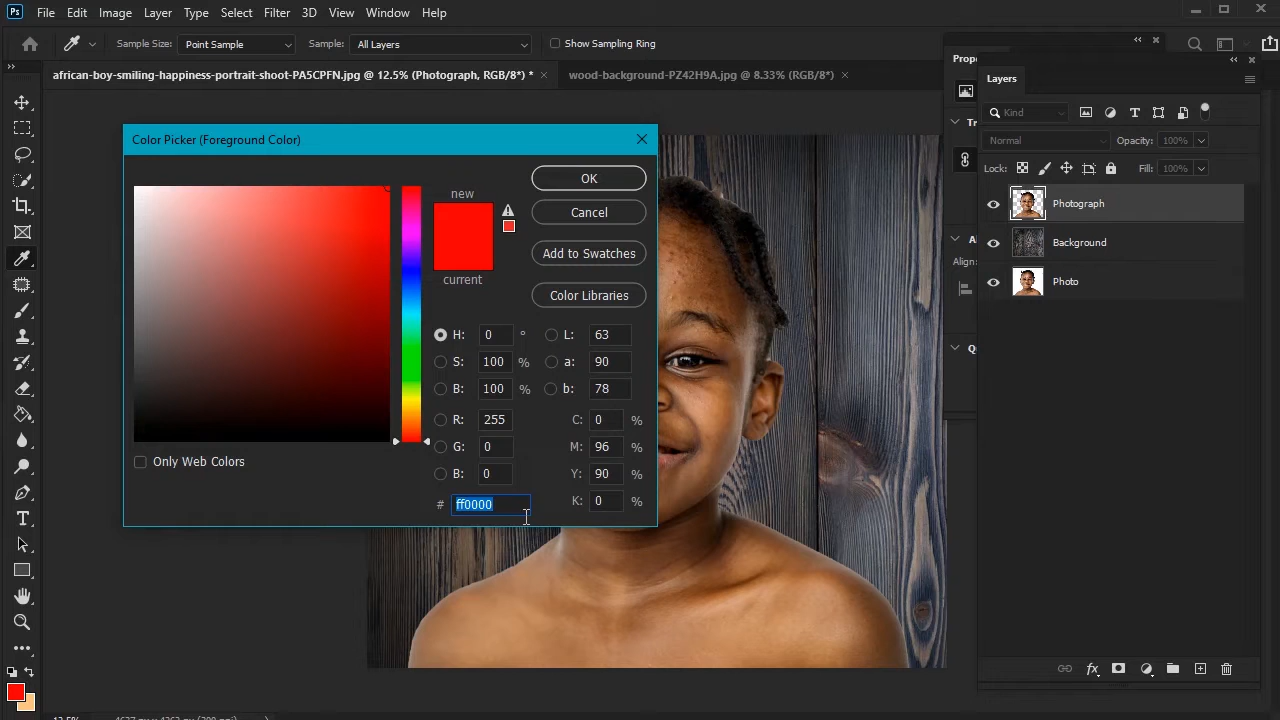 Ps File Edit Image Layer Type Select Filter 3D View Window Help
Sample Size: Point Sample Sample: All Layers Show Sampling Ring
african-boy-smiling-happiness-portrait-shoot-PA5CPFN.jpg @ 12.5% (Photograph, RGB/8*) * wood-background-PZ42H9A.jpg @ 8.33% (RGB/8*)
Color Picker (Foreground Color)
new
current
OK
Cancel
Add to Swatches
Color Libraries
H: 0 ° L: 63
S: 100 % a: 90
B: 100 % b: 78
R: 255 C: 0 %
G: 0 M: 96 %
B: 0 Y: 90 %
# ff0000 K: 0 %
Only Web Colors
Layers
Kind
Normal Opacity: 100%
Lock: Fill: 100%
Photograph
Background
Photo
Align: